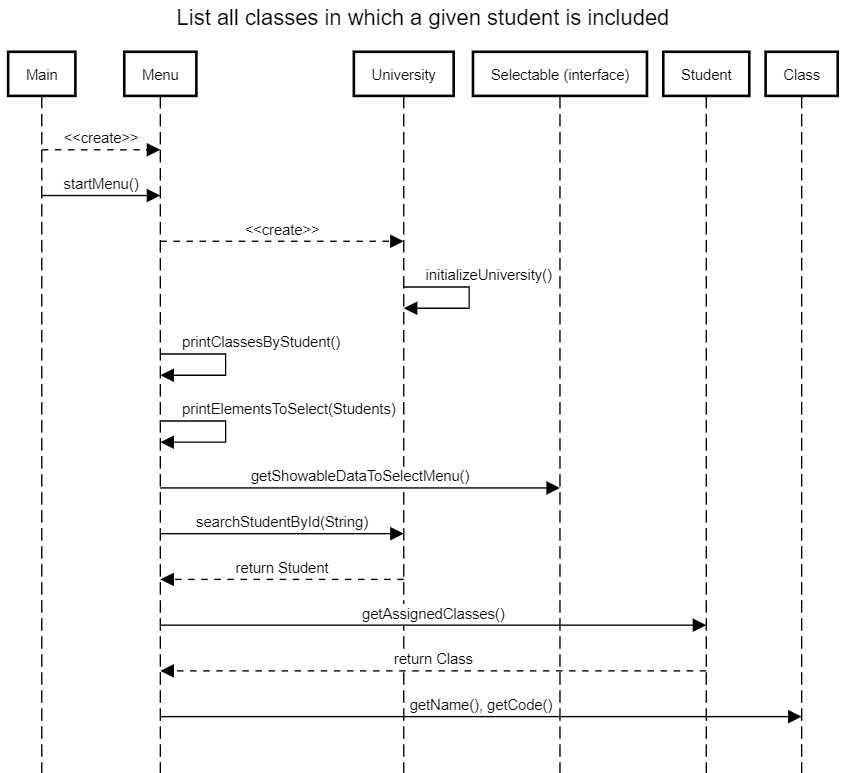 List all classes in which a given student is included
Main
Menu
University
Selectable (interface)
Student
Class
<<create>>
startMenu()
<<create>>
initializeUniversity()
printClassesByStudent()
printElementsToSelect(Students)
getShowableDataToSelectMenu()
searchStudentById(String)
return Student
getAssignedClasses()
return Class
getName(), getCode()